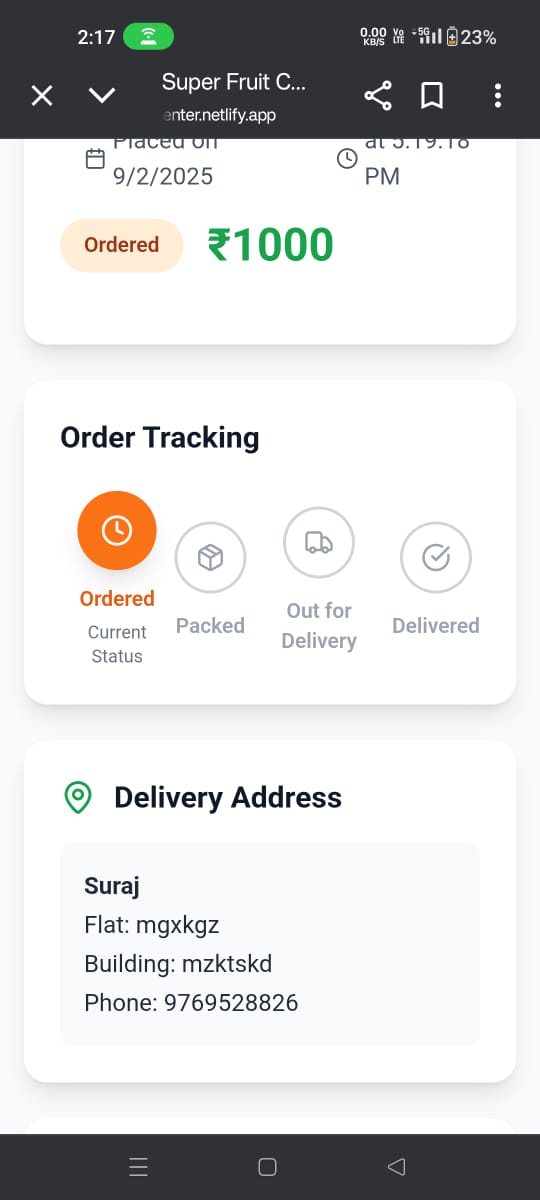 2:17
0.00 KB/S
Vo LTE
5G
23%
Super Fruit C...
enter.netlify.app
Placed on
9/2/2025
at 5:19:18
PM
Ordered
₹1000
Order Tracking
Ordered
Current
Status
Packed
Out for
Delivery
Delivered
Delivery Address
Suraj
Flat: mgxkgz
Building: mzktskd
Phone: 9769528826